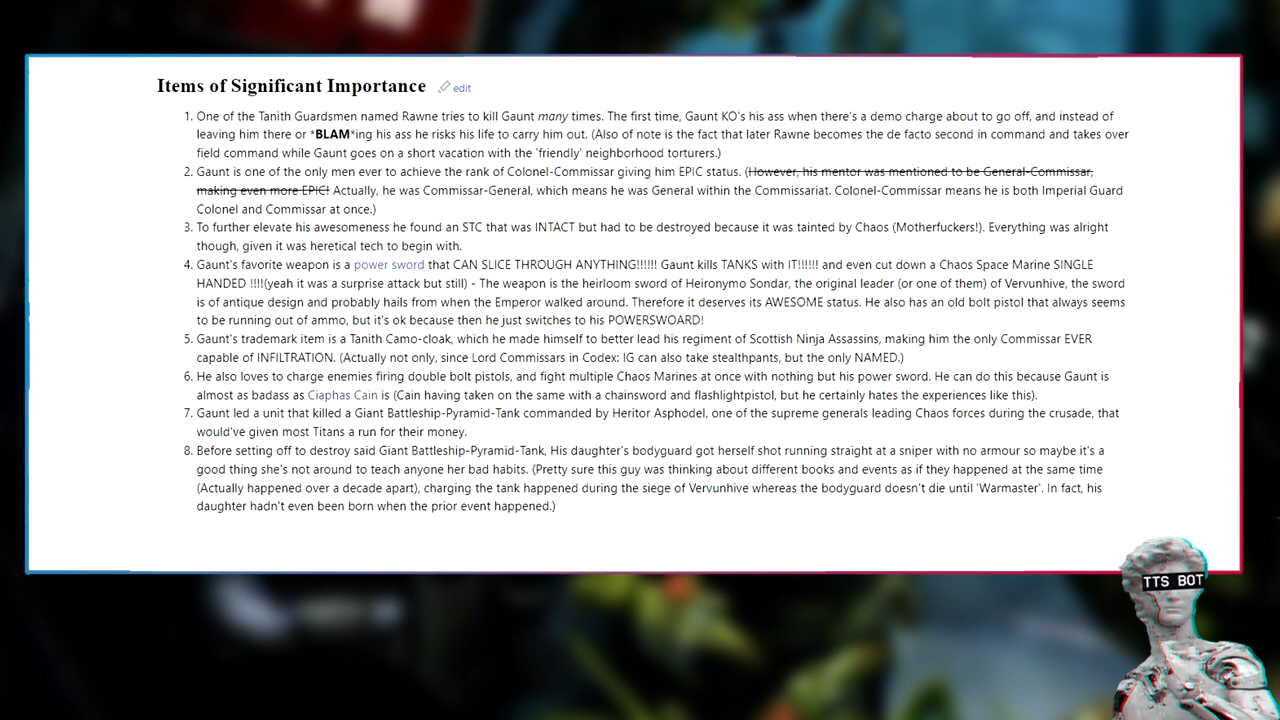 Items of Significant Importance edit
1. One of the Tanith Guardsmen named Rawne tries to kill Gaunt many times. The first time, Gaunt KO's his ass when there's a demo charge about to go off, and instead of
leaving him there or *BLAM*ing his ass he risks his life to carry him out. (Also of note is the fact that later Rawne becomes the de facto second in command and takes over
field command while Gaunt goes on a short vacation with the 'friendly' neighborhood torturers.)
2. Gaunt is one of the only men ever to achieve the rank of Colonel-Commissar giving him EPIC status. (However, his mentor was mentioned to be General-Commissar,
making even more EPIC! Actually, he was Commissar-General, which means he was General within the Commissariat. Colonel-Commissar means he is both Imperial Guard
Colonel and Commissar at once.)
3. To further elevate his awesomeness he found an STC that was INTACT but had to be destroyed because it was tainted by Chaos (Motherfuckers!). Everything was alright
though, given it was heretical tech to begin with.
4. Gaunt's favorite weapon is a power sword that CAN SLICE THROUGH ANYTHING!!!!!! Gaunt kills TANKS with IT!!!!!! and even cut down a Chaos Space Marine SINGLE
HANDED !!!!(yeah it was a surprise attack but still) - The weapon is the heirloom sword of Heironymo Sondar, the original leader (or one of them) of Vervunhive, the sword
is of antique design and probably hails from when the Emperor walked around. Therefore it deserves its AWESOME status. He also has an old bolt pistol that always seems
to be running out of ammo, but it's ok because then he just switches to his POWERSWOARD!
5. Gaunt's trademark item is a Tanith Camo-cloak, which he made himself to better lead his regiment of Scottish Ninja Assassins, making him the only Commissar EVER
capable of INFILTRATION. (Actually not only, since Lord Commissars in Codex: IG can also take stealthpants, but the only NAMED.)
6. He also loves to charge enemies firing double bolt pistols, and fight multiple Chaos Marines at once with nothing but his power sword. He can do this because Gaunt is
almost as badass as Ciaphas Cain is (Cain having taken on the same with a chainsword and flashlightpistol, but he certainly hates the experiences like this).
7. Gaunt led a unit that killed a Giant Battleship-Pyramid-Tank commanded by Heritor Asphodel, one of the supreme generals leading Chaos forces during the crusade, that
would've given most Titans a run for their money.
8. Before setting off to destroy said Giant Battleship-Pyramid-Tank, His daughter's bodyguard got herself shot running straight at a sniper with no armour so maybe it's a
good thing she's not around to teach anyone her bad habits. (Pretty sure this guy was thinking about different books and events as if they happened at the same time
(Actually happened over a decade apart), charging the tank happened during the siege of Vervunhive whereas the bodyguard doesn't die until 'Warmaster'. In fact, his
daughter hadn't even been born when the prior event happened.)
TTS BOT